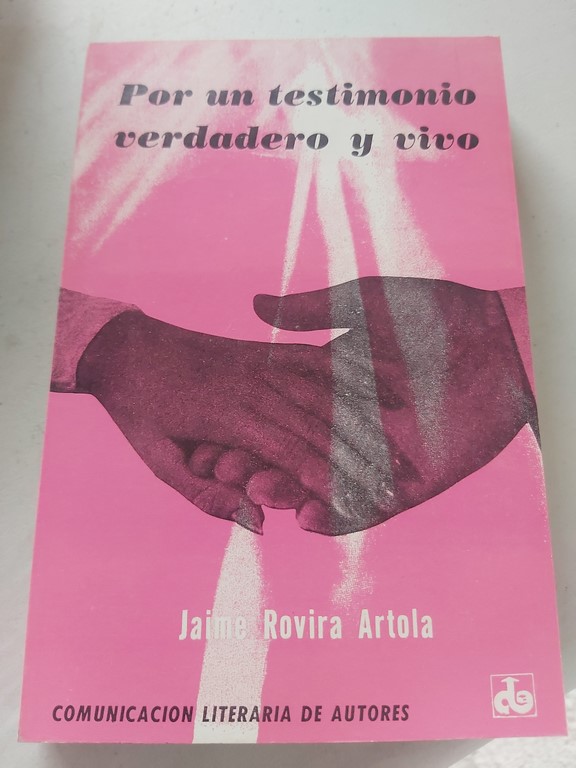 Por un testimonio
verdadero y vivo
Jaime Rovira Artola
COMUNICACION LITERARIA DE AUTORES